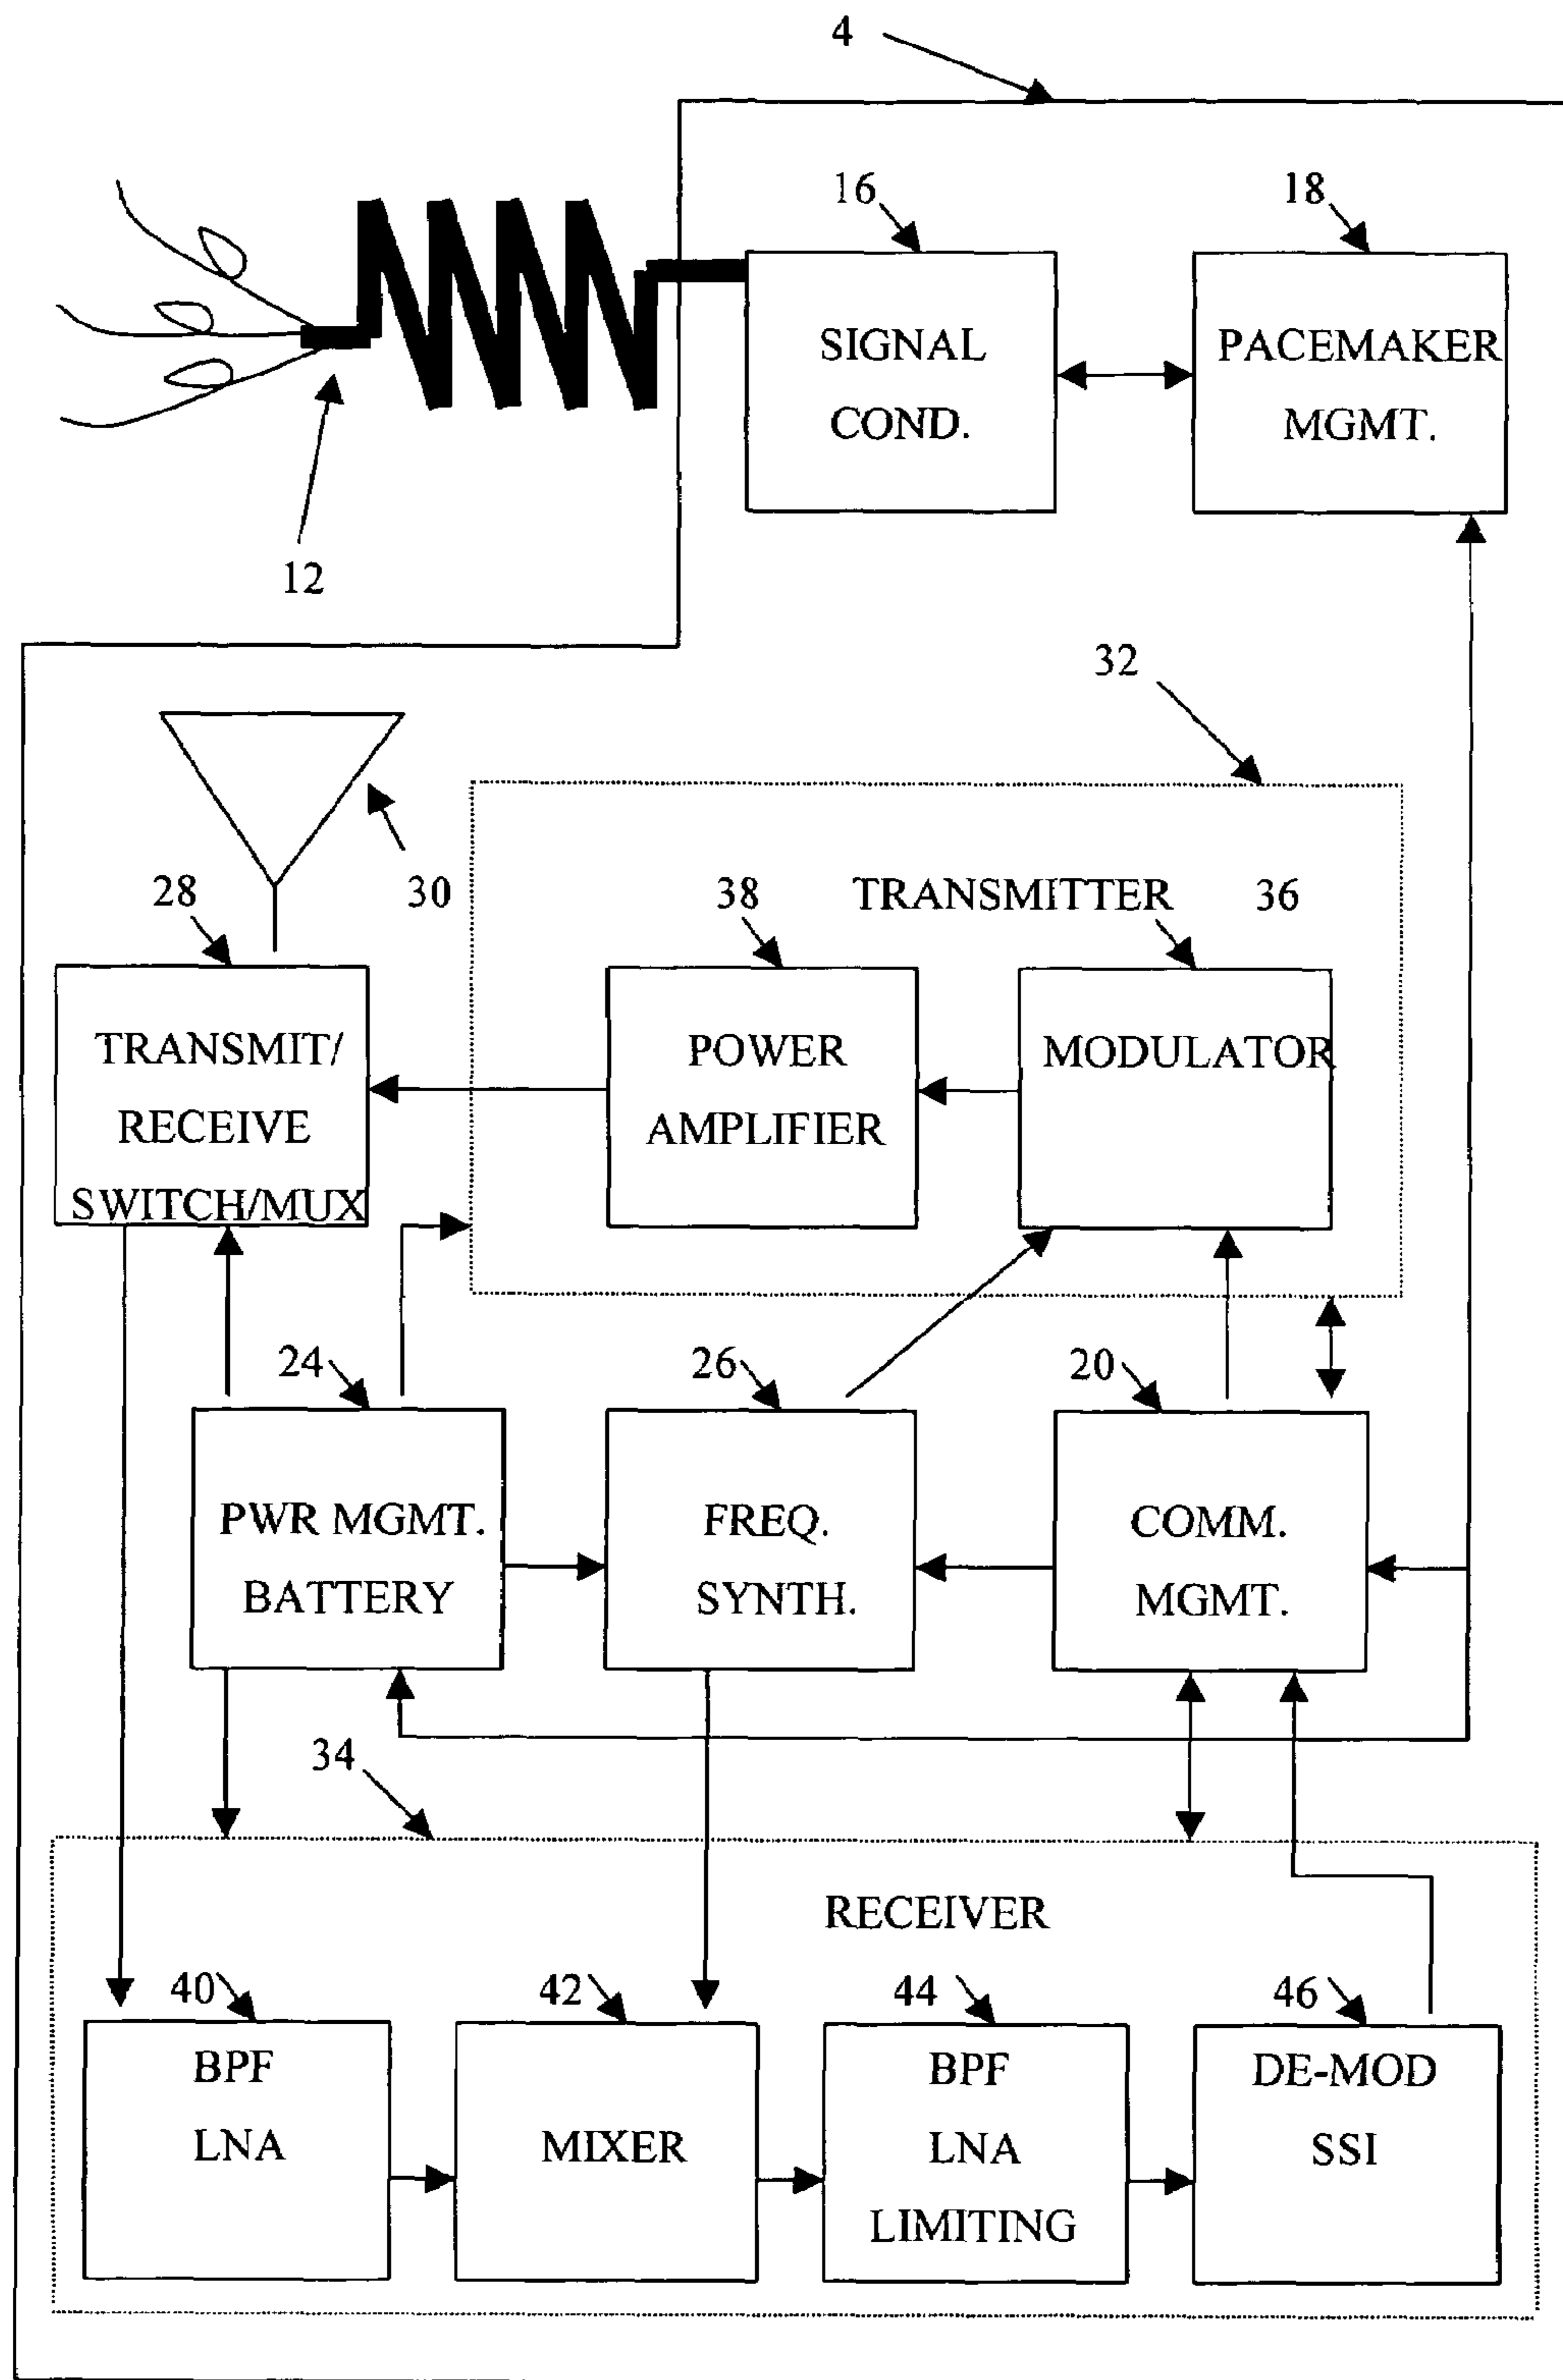 4
16
18
SIGNAL
COND.
PACEMAKER
MGMT.
12
32
30
28
38
TRANSMITTER
36
TRANSMIT/
RECEIVE
SWITCH/MUX
POWER
AMPLIFIER
MODULATOR
24
26
20
PWR MGMT.
BATTERY
FREQ.
SYNTH.
COMM.
MGMT.
34
RECEIVER
40
42
44
46
BPF
LNA
MIXER
BPF
LNA
LIMITING
DE-MOD
SSI